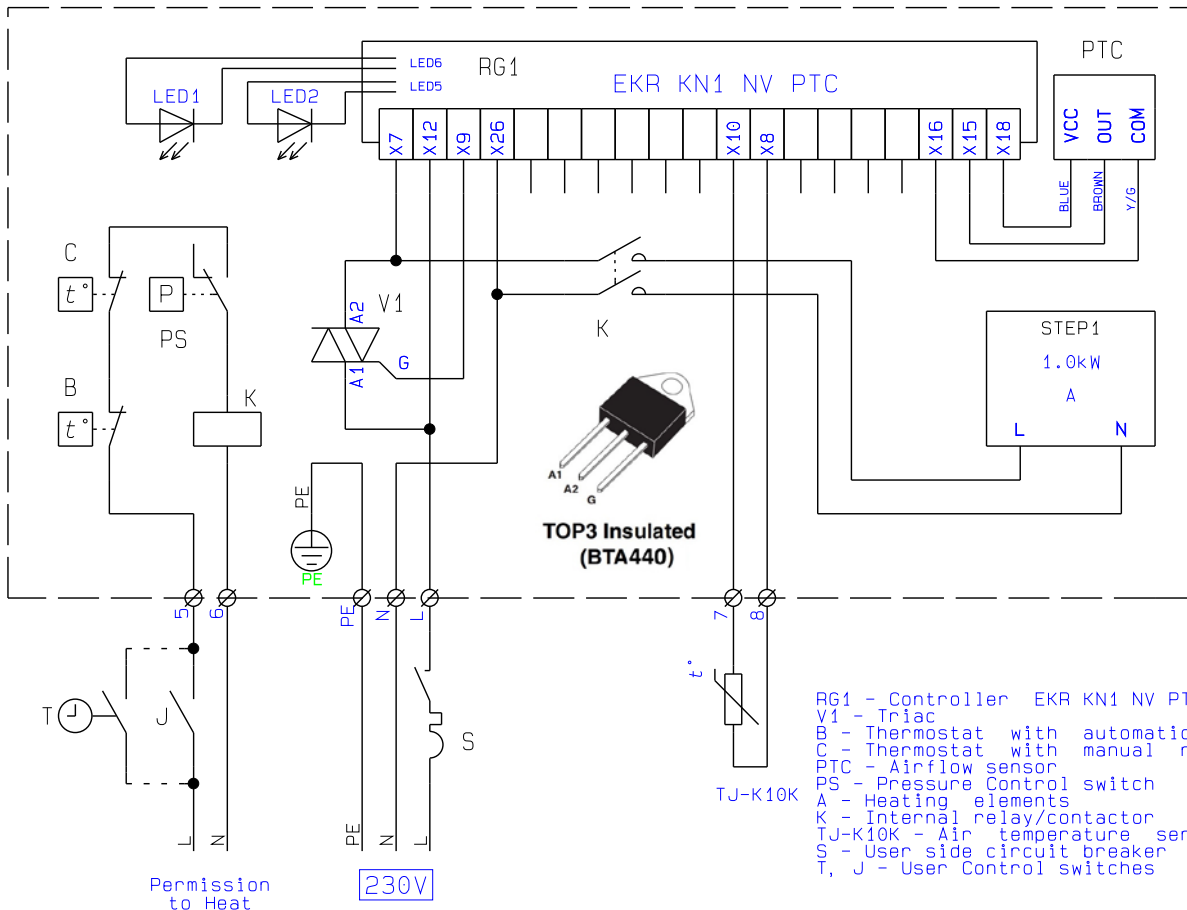 PTC
LED6
RG1
LED5
EKR KN1 NV PTC
LED1
LED2
X7 X12 X9 X26 X10 X8 X16 X15 X18
VCC OUT COM
BLUE BROWN Y/G
C
t°
P
PS
V1
A2
A1
G
K
STEP1
1.0kW
A
L N
B
t°
K
A1
A2
G
TOP3 Insulated
(BTA440)
PE
PE
5 6 PE N L 7 8
T
J
S
t°
TJ-K10K
L N PE N L
Permission
to Heat
230V
RG1 - Controller EKR KN1 NV PT
V1 - Triac
B - Thermostat with automatic
C - Thermostat with manual r
PTC - Airflow sensor
PS - Pressure Control switch
A - Heating elements
K - Internal relay/contactor
TJ-K10K - Air temperature sen
S - User side circuit breaker
T, J - User Control switches